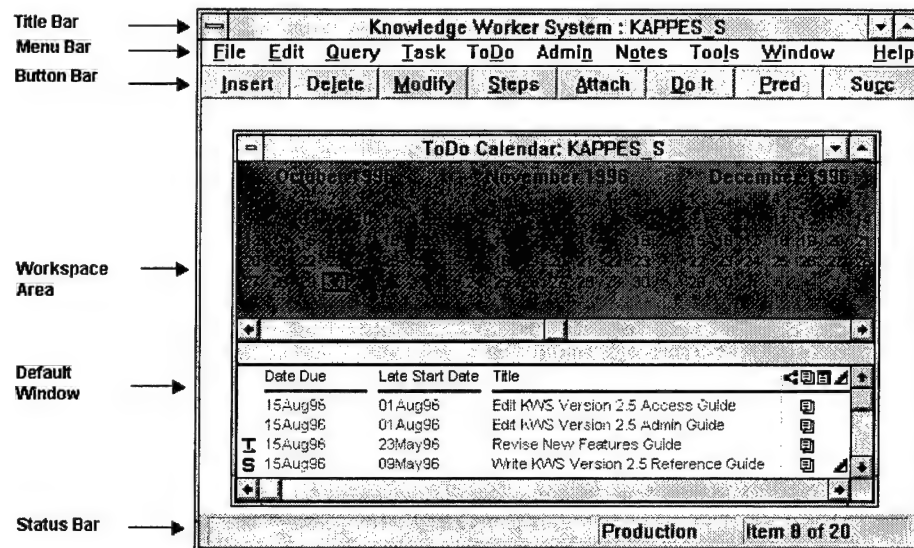 Title Bar
Knowledge Worker System : KAPPES_S
Menu Bar
File Edit Query Task ToDo Admin Notes Tools Window Help
Button Bar
Insert Delete Modify Steps Attach Do It Pred Succ
ToDo Calendar: KAPPES_S
October 1996 November 1996 December 1996
Workspace
Area
Default
Window
Date Due Late Start Date Title
15Aug96 01Aug96 Edit KWS Version 2.5 Access Guide
15Aug96 01Aug96 Edit KWS Version 2.5 Admin Guide
T 15Aug96 23May96 Revise New Features Guide
S 15Aug96 09May96 Write KWS Version 2.5 Reference Guide
Status Bar
Production Item 8 of 20